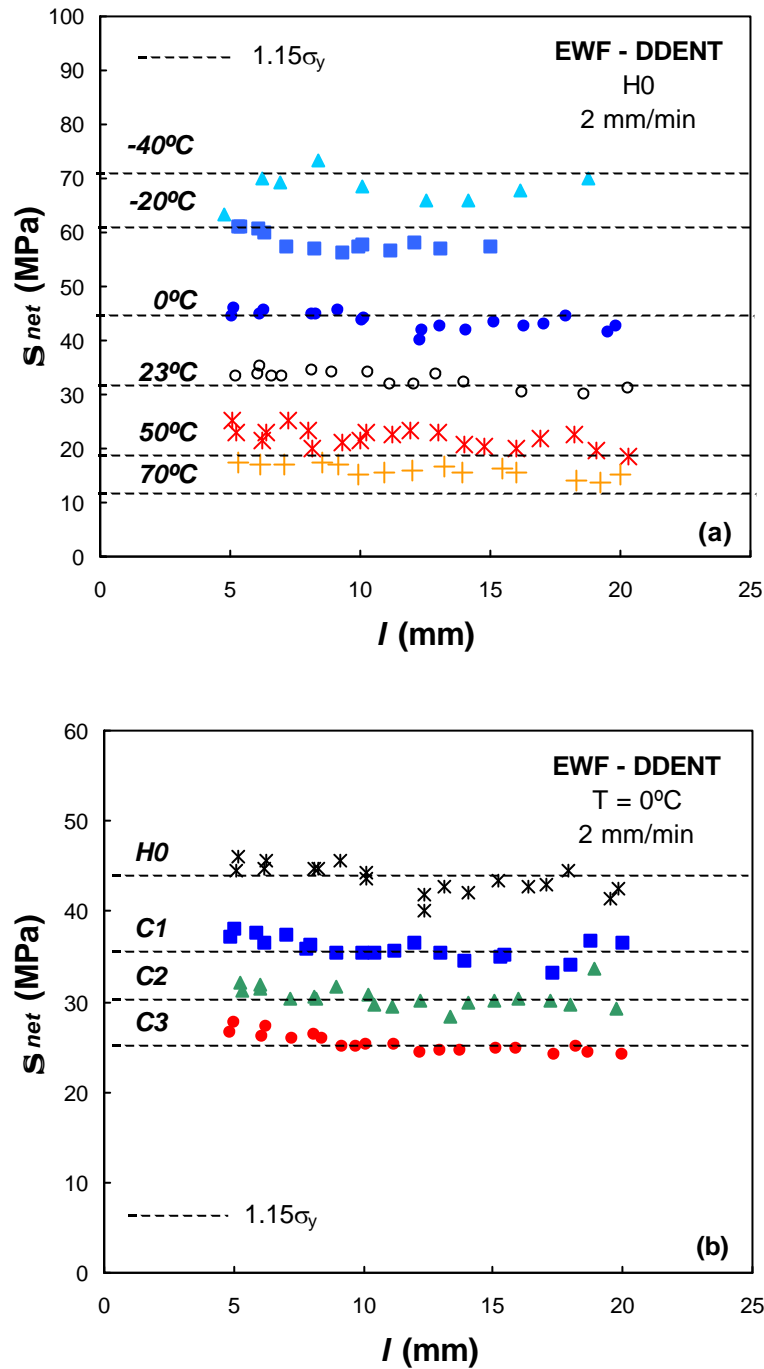 100
90
80
70
60
50
40
30
20
10
0
0 5 10 15 20 25
s net (MPa)
l (mm)
1.15σy
EWF - DDENT
H0
2 mm/min
-40ºC
-20ºC
0ºC
23ºC
50ºC
70ºC
(a)
60
50
40
30
20
10
0
0 5 10 15 20 25
s net (MPa)
l (mm)
EWF - DDENT
T = 0ºC
2 mm/min
H0
C1
C2
C3
1.15σy
(b)